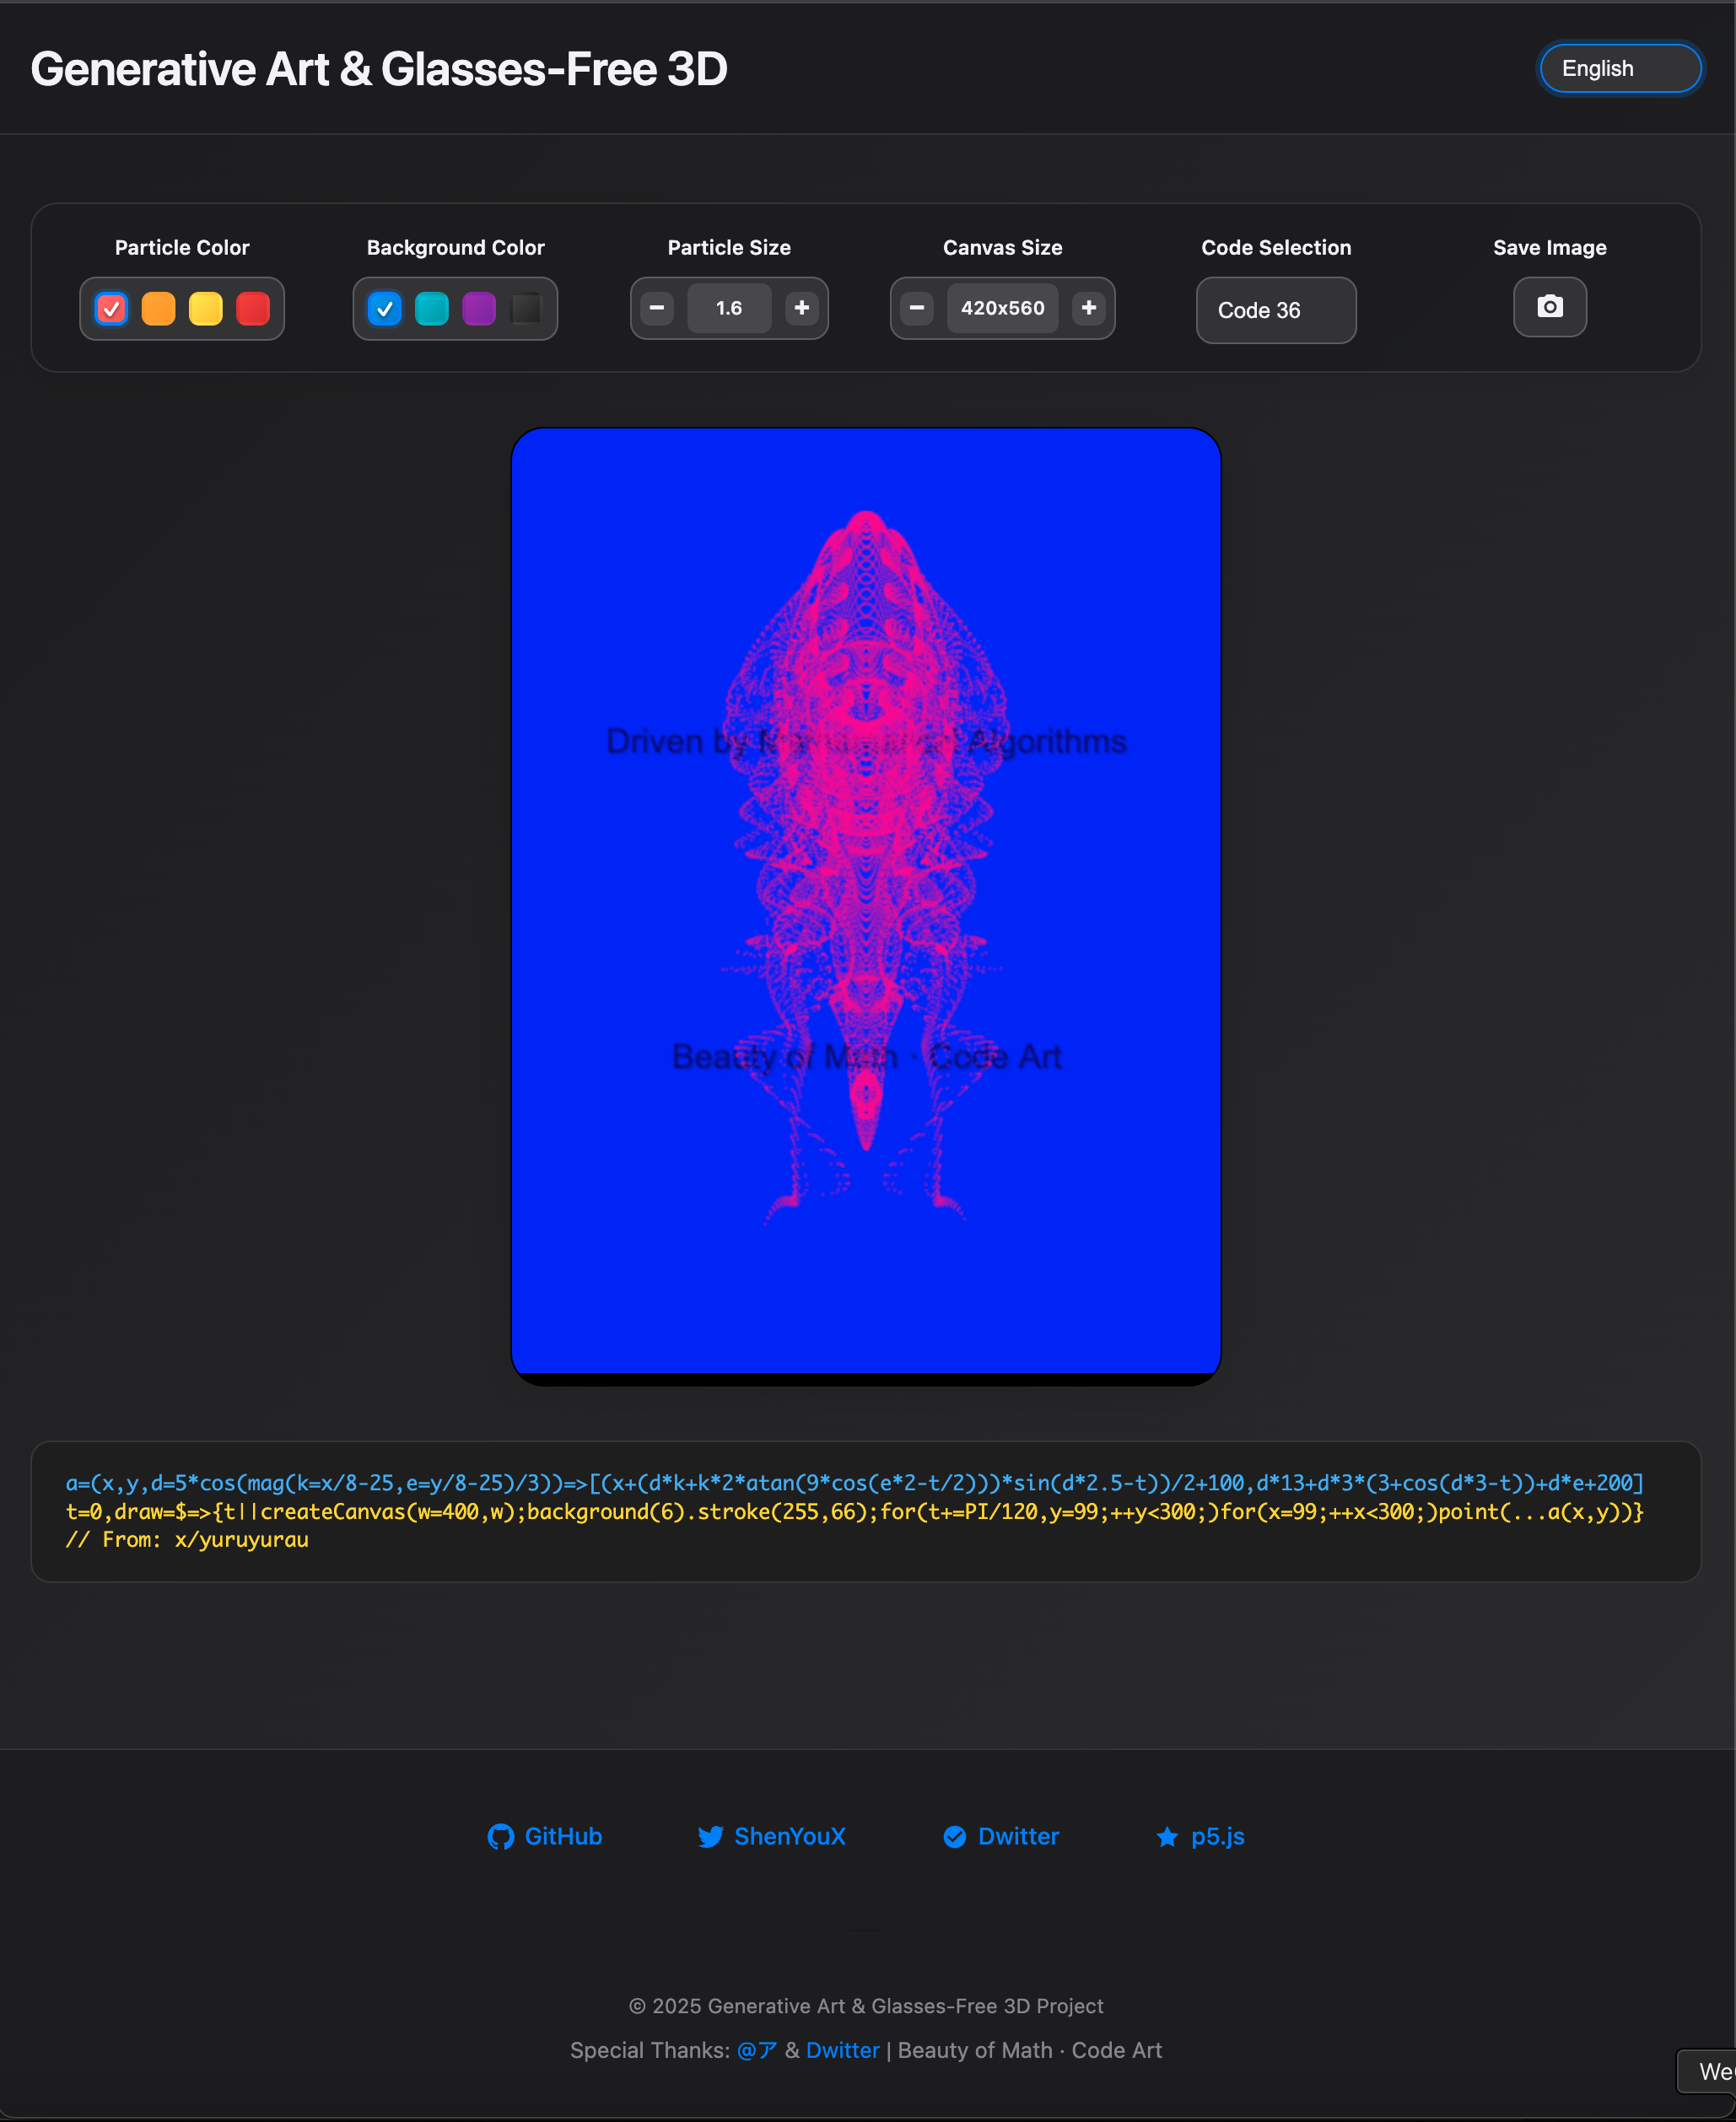 Generative Art & Glasses-Free 3D
English
Particle Color
Background Color
Particle Size
Canvas Size
Code Selection
Save Image
1.6
420x560
Code 36
Driven by Algorithms
Beauty of Math · Code Art
a=(x,y,d=5*cos(mag(k=x/8-25,e=y/8-25)/3))=>[(x+(d*k+k*2*atan(9*cos(e*2-t/2)))*sin(d*2.5-t))/2+100,d*13+d*3*(3+cos(d*3-t))+d*e+200]
t=0,draw=$=>{t||createCanvas(w=400,w);background(6).stroke(255,66);for(t+=PI/120,y=99;++y<300;)for(x=99;++x<300;)point(...a(x,y))}
// From: x/yuruyurau
GitHub
ShenYouX
Dwitter
p5.js
© 2025 Generative Art & Glasses-Free 3D Project
Special Thanks: @ア & Dwitter | Beauty of Math · Code Art